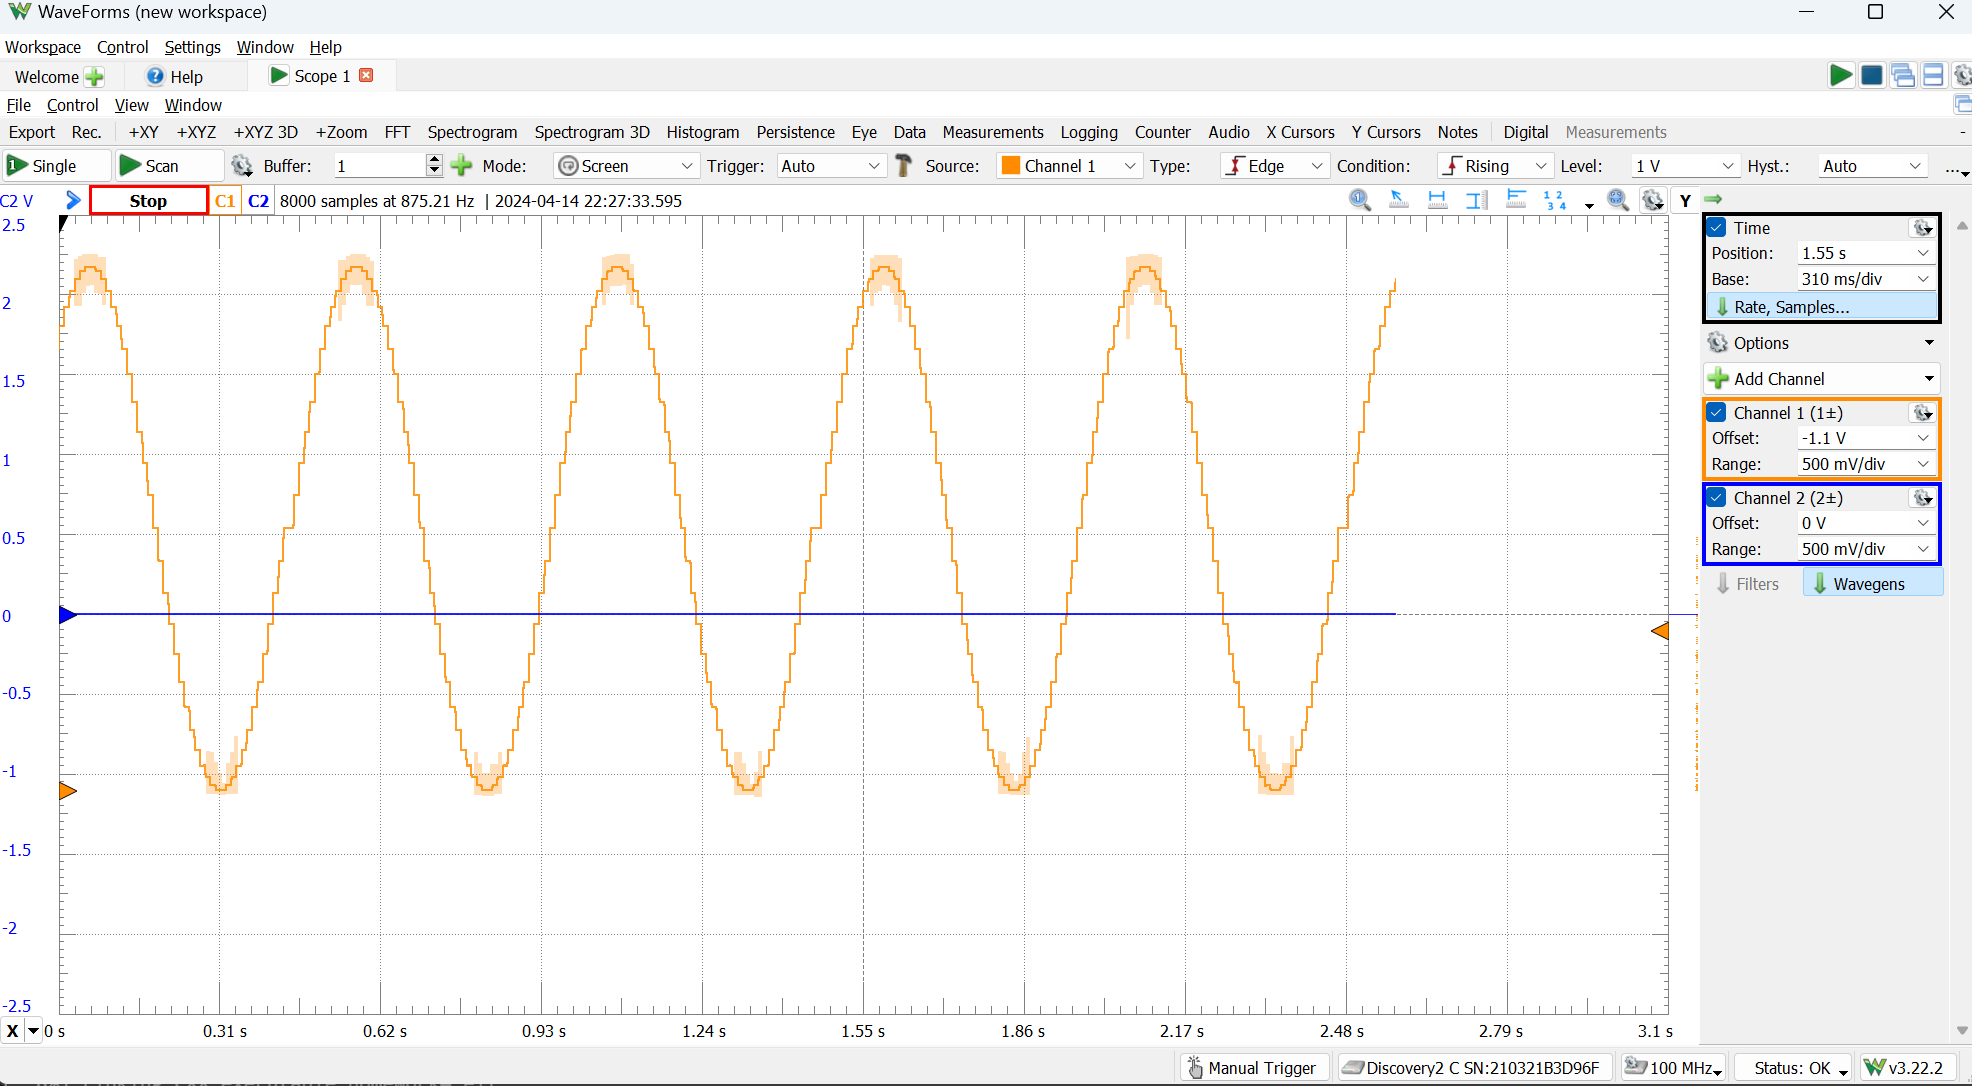 WaveForms (new workspace)
Workspace Control Settings Window Help
Welcome Help Scope 1
File Control View Window
Export Rec. +XY +XYZ +XYZ 3D +Zoom FFT Spectrogram Spectrogram 3D Histogram Persistence Eye Data Measurements Logging Counter Audio X Cursors Y Cursors Notes Digital Measurements
Single Scan Buffer: 1 Mode: Screen Trigger: Auto Source: Channel 1 Type: Edge Condition: Rising Level: 1 V Hyst.: Auto ...
C2 V Stop C1 C2 8000 samples at 875.21 Hz | 2024-04-14 22:27:33.595 Y
2.5
2
1.5
1
0.5
0
-0.5
-1
-1.5
-2
-2.5
X 0 s 0.31 s 0.62 s 0.93 s 1.24 s 1.55 s 1.86 s 2.17 s 2.48 s 2.79 s 3.1 s
Time
Position: 1.55 s
Base: 310 ms/div
Rate, Samples...
Options
Add Channel
Channel 1 (1±)
Offset: -1.1 V
Range: 500 mV/div
Channel 2 (2±)
Offset: 0 V
Range: 500 mV/div
Filters Wavegens
Manual Trigger Discovery2 C SN:210321B3D96F 100 MHz Status: OK v3.22.2